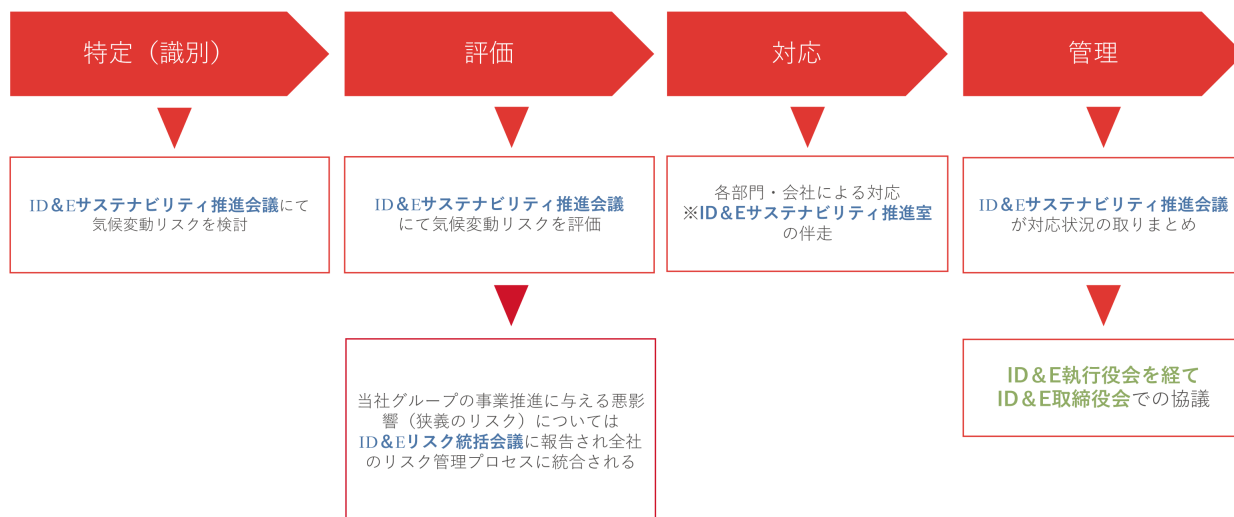 特定（識別）
評価
対応
管理
ID＆Eサステナビリティ推進会議にて
気候変動リスクを検討
ID＆Eサステナビリティ推進会議
にて気候変動リスクを評価
各部門・会社による対応
※ID＆Eサステナビリティ推進室
の伴走
ID＆Eサステナビリティ推進会議
が対応状況の取りまとめ
当社グループの事業推進に与える悪影
響（狭義のリスク）については
ID＆Eリスク統括会議に報告され全社
のリスク管理プロセスに統合される
ID＆E執行役会を経て
ID＆E取締役会での協議